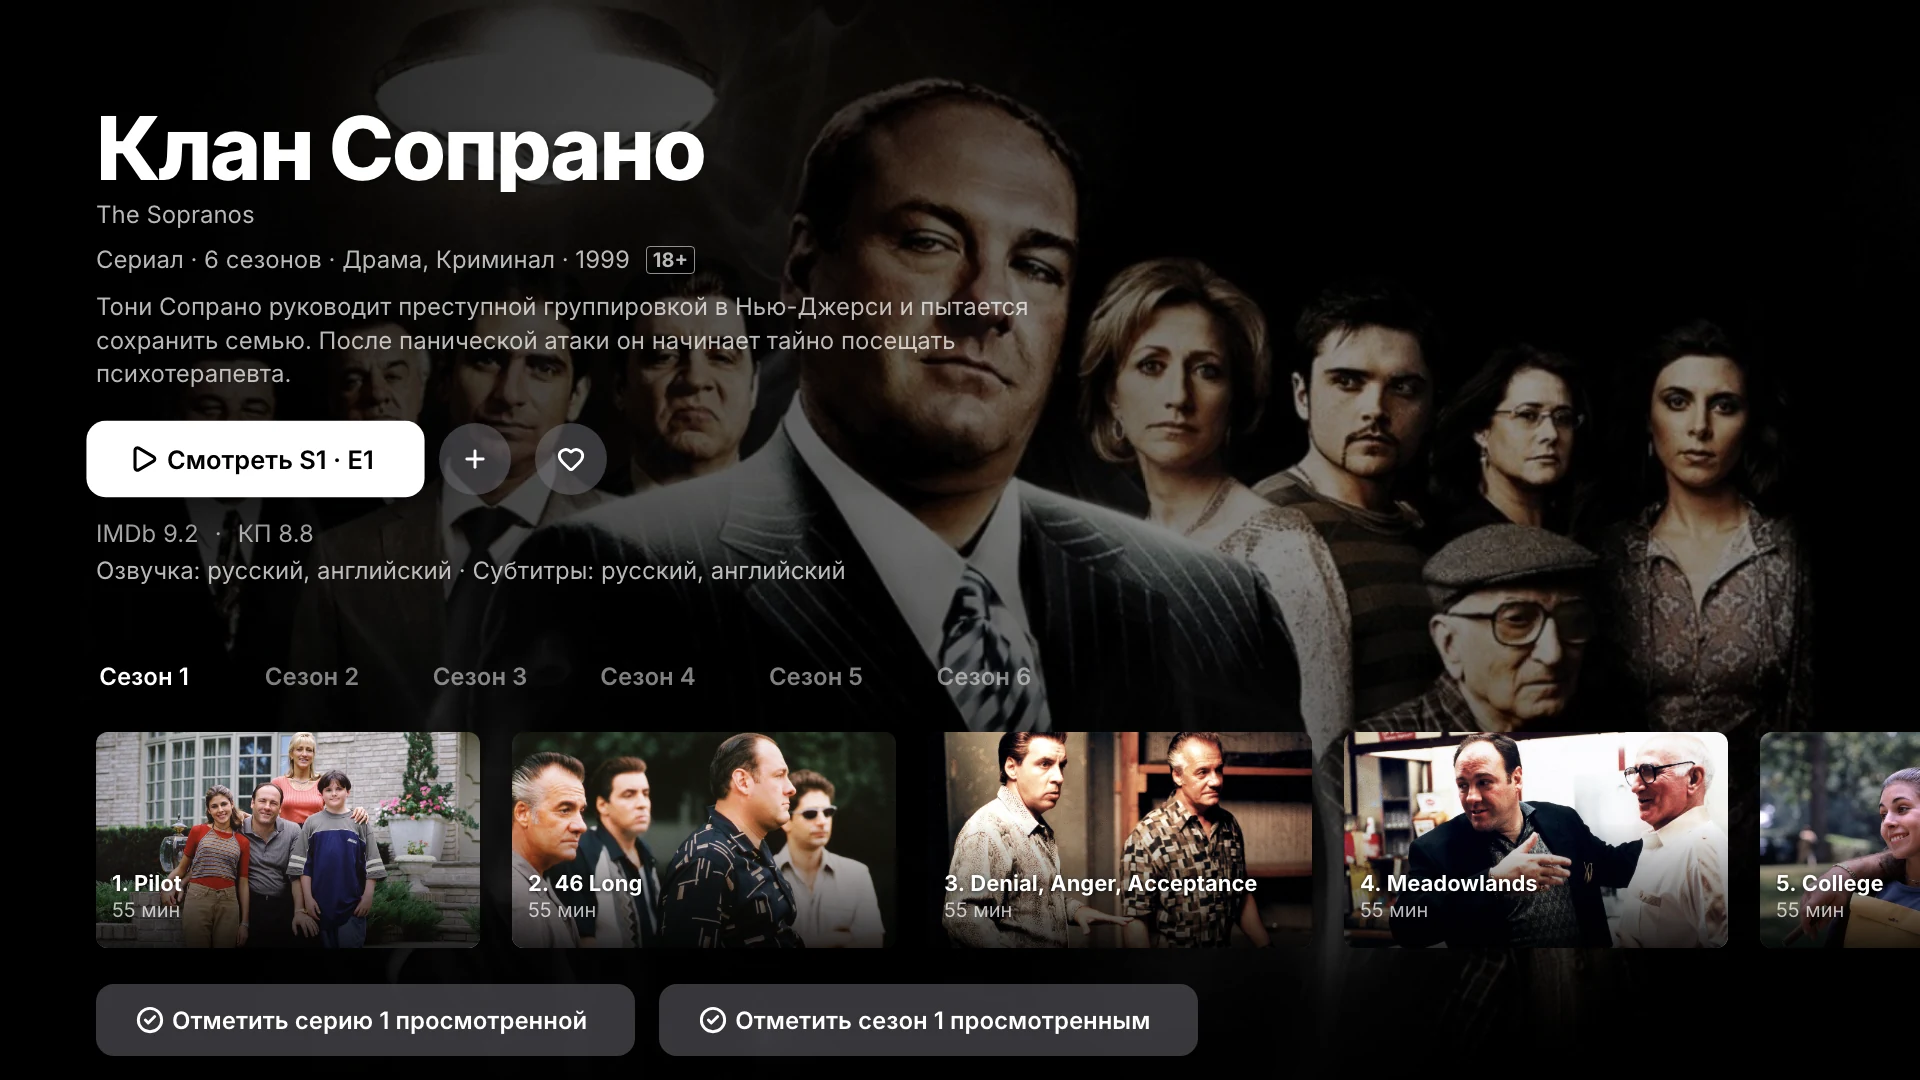 Клан Сопрано
The Sopranos
Сериал · 6 сезонов · Драма, Криминал · 1999 18+
Тони Сопрано руководит преступной группировкой в Нью-Джерси и пытается
сохранить семью. После панической атаки он начинает тайно посещать
психотерапевта.
Смотреть S1 · E1
IMDb 9.2 · КП 8.8
Озвучка: русский, английский · Субтитры: русский, английский
Сезон 1 Сезон 2 Сезон 3 Сезон 4 Сезон 5 Сезон 6
1. Pilot
55 мин
2. 46 Long
55 мин
3. Denial, Anger, Acceptance
55 мин
4. Meadowlands
55 мин
5. College
55 мин
Отметить серию 1 просмотренной
Отметить сезон 1 просмотренным